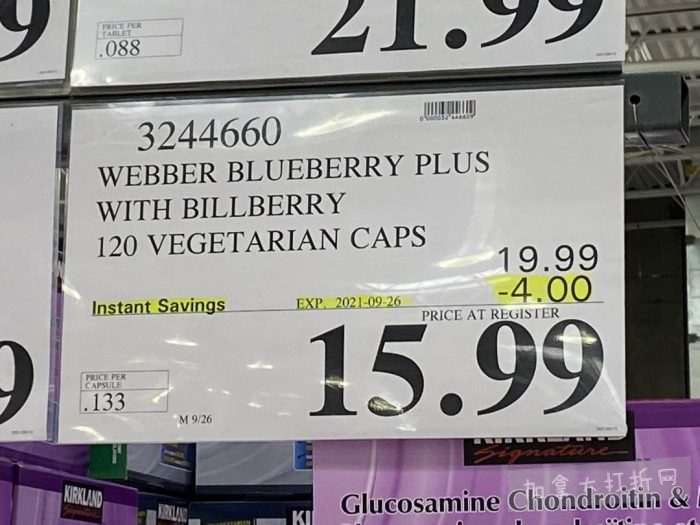 PRICE PER
TABLET
.088
21.99
3244660
WEBBER BLUEBERRY PLUS
WITH BILLBERRY
120 VEGETARIAN CAPS
19.99
-4.00
Instant Savings
EXP. 2021-09-26
PRICE AT REGISTER
15.99
PRICE PER
CAPSULE
.133
M 9/26
KIRKLAND
Signature
KIRKLAND
Glucosamine Chondroitin &
加拿大打折网